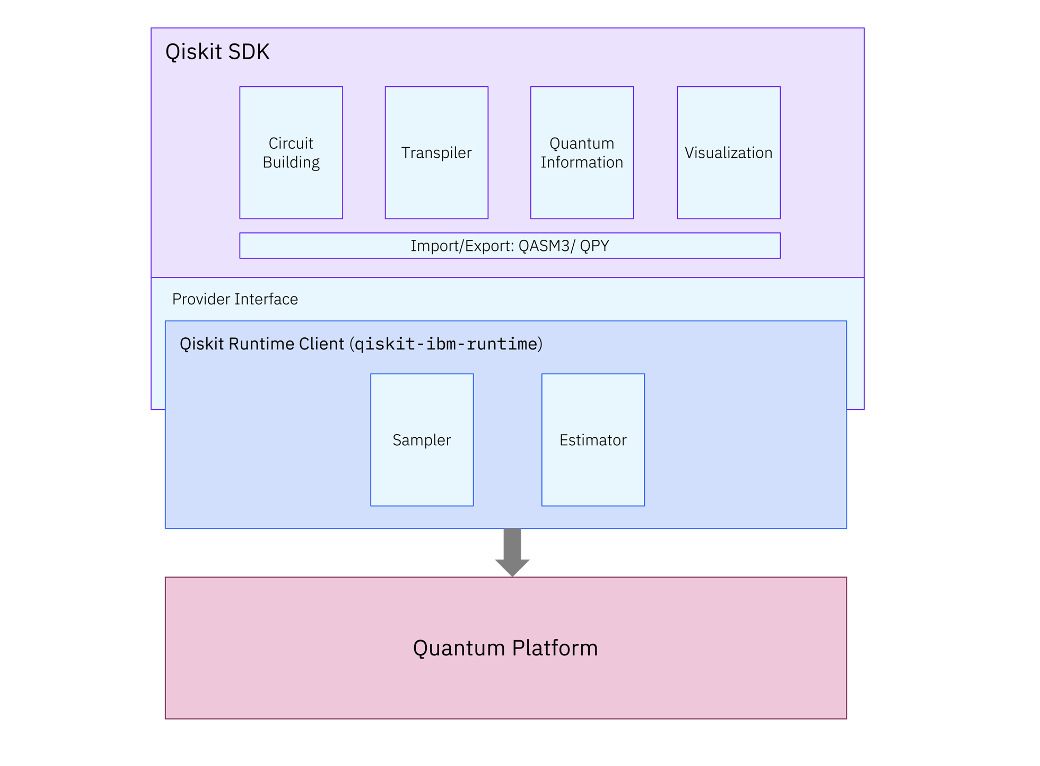 Qiskit SDK
Circuit
Building
Transpiler
Quantum
Information
Visualization
Import/Export: QASM3/ QPY
Provider Interface
Qiskit Runtime Client (qiskit-ibm-runtime)
Sampler
Estimator
Quantum Platform